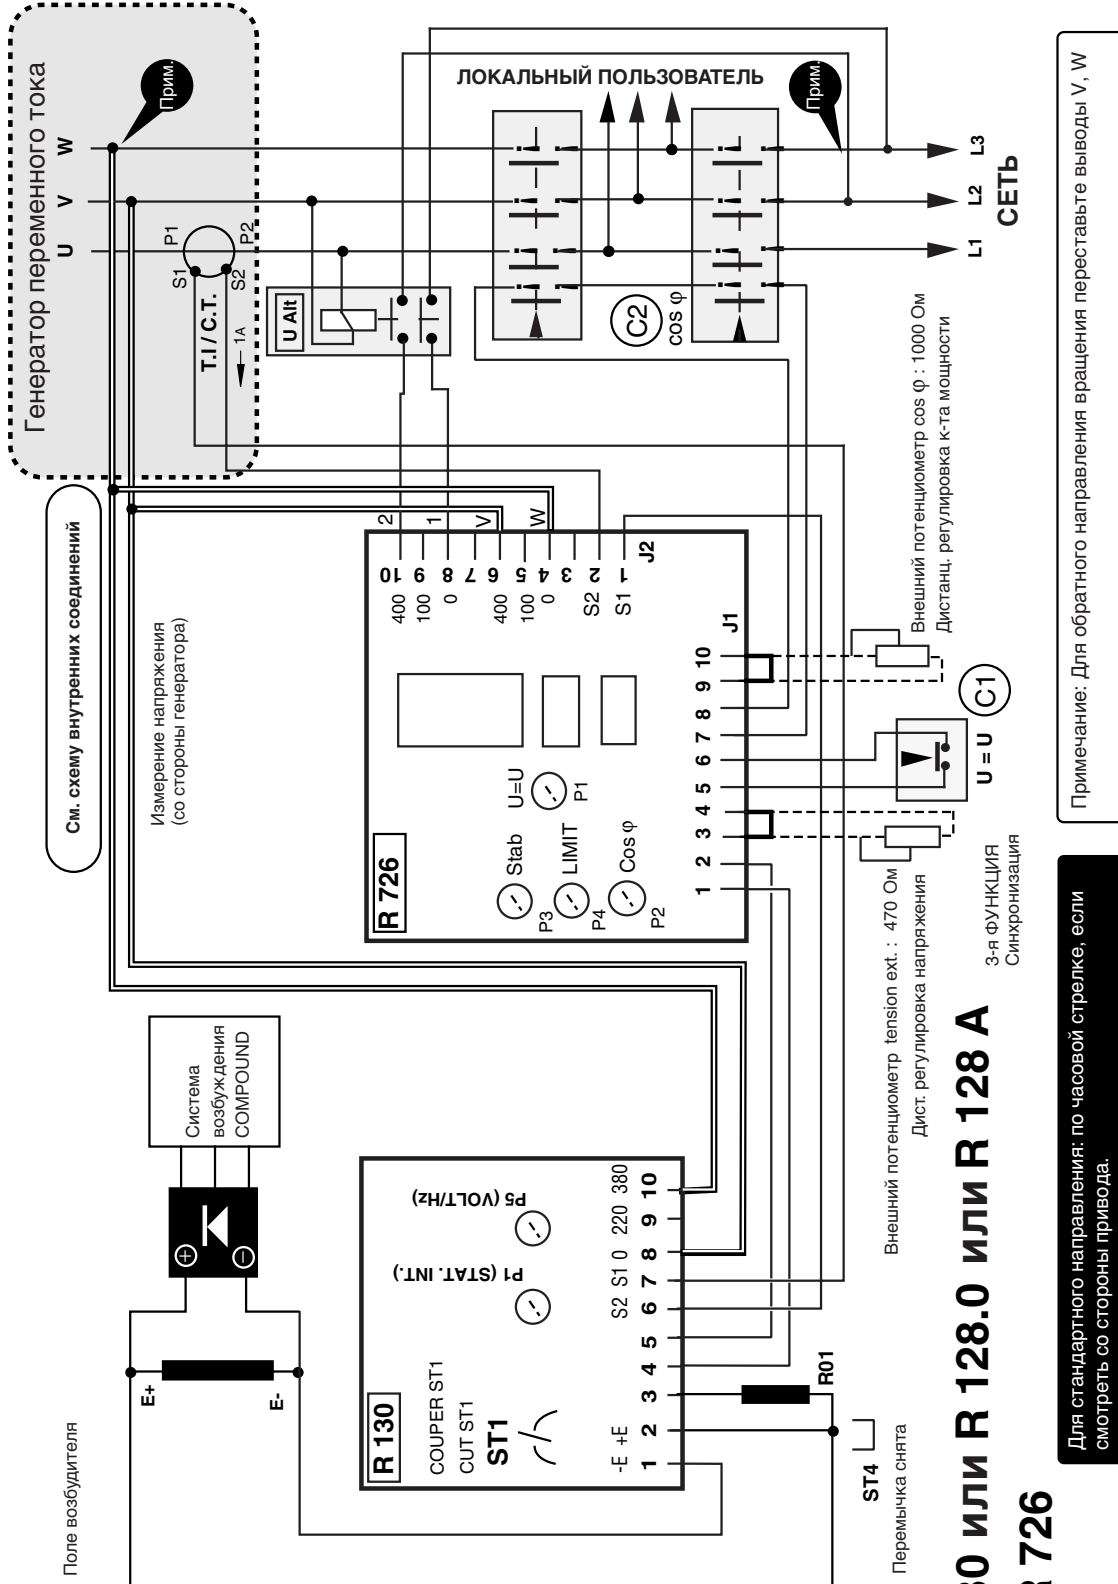 Генератор переменного тока
W
V
U
Прим.
P1
P2
S1
S2
T.I / C.T.
1A
U Alt
ЛОКАЛЬНЫЙ ПОЛЬЗОВАТЕЛЬ
Прим.
L3
L2
L1
СЕТЬ
C2
cos φ
См. схему внутренних соединений
Измерение напряжения
(со стороны генератора)
2
1
V
W
10
9
8
7
6
5
4
3
2
1
400
100
0
400
100
0
S2
S1
J2
J1
R 726
Stab
P3
LIMIT
P4
Cos φ
P2
U=U
P1
1
2
3
4
5
6
7
8
9
10
Внешний потенциометр cos φ : 1000 Ом
Дистанц. регулировка к-та мощности
C1
U = U
3-я ФУНКЦИЯ
Синхронизация
Внешний потенциометр tension ext. : 470 Ом
Дист. регулировка напряжения
Система
возбуждения
COMPOUND
+
–
E+
E-
Поле возбудителя
R 130
COUPER ST1
CUT ST1
ST1
P1 (STAT. INT.)
P5 (VOLT/Hz)
-E +E
S2 S1 0 220 380
1
2
3
4
5
6
7
8
9
10
R01
ST4
Перемычка снята
30 или R 128.0 или R 128 A
R 726
Для стандартного направления: по часовой стрелке, если
смотреть со стороны привода.
Примечание: Для обратного направления вращения переставьте выводы V, W